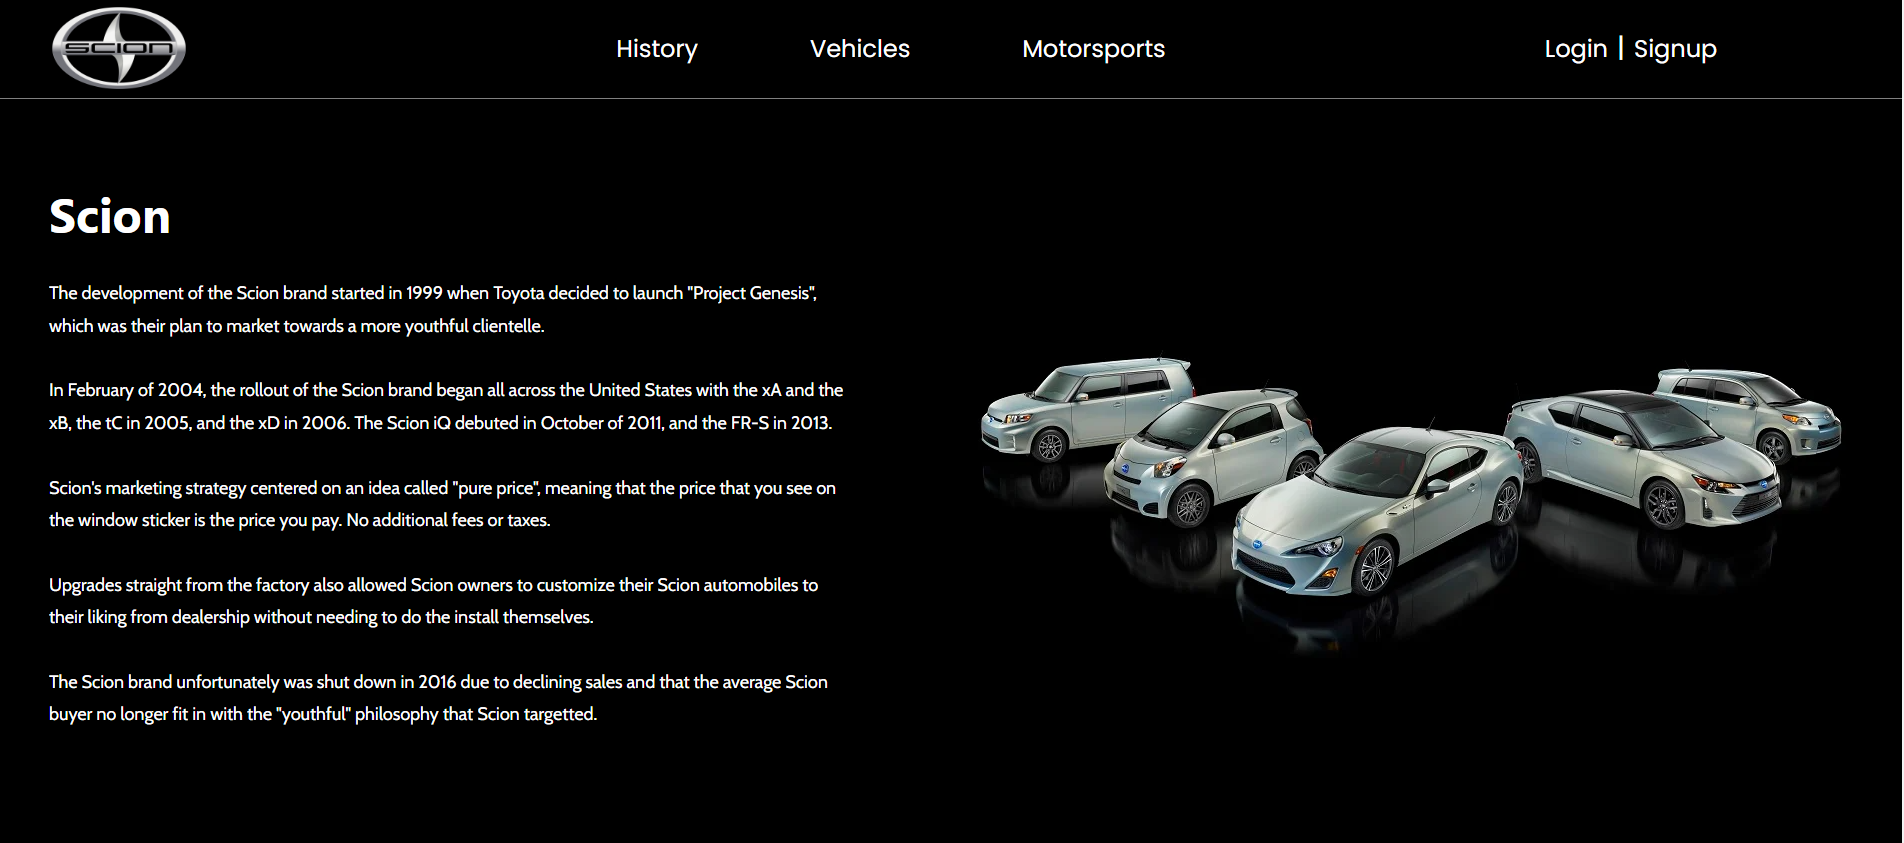 SCION
History
Vehicles
Motorsports
Login | Signup
Scion
The development of the Scion brand started in 1999 when Toyota decided to launch "Project Genesis",
which was their plan to market towards a more youthful clientelle.
In February of 2004, the rollout of the Scion brand began all across the United States with the xA and the
xB, the tC in 2005, and the xD in 2006. The Scion iQ debuted in October of 2011, and the FR-S in 2013.
Scion's marketing strategy centered on an idea called "pure price", meaning that the price that you see on
the window sticker is the price you pay. No additional fees or taxes.
Upgrades straight from the factory also allowed Scion owners to customize their Scion automobiles to
their liking from dealership without needing to do the install themselves.
The Scion brand unfortunately was shut down in 2016 due to declining sales and that the average Scion
buyer no longer fit in with the "youthful" philosophy that Scion targetted.